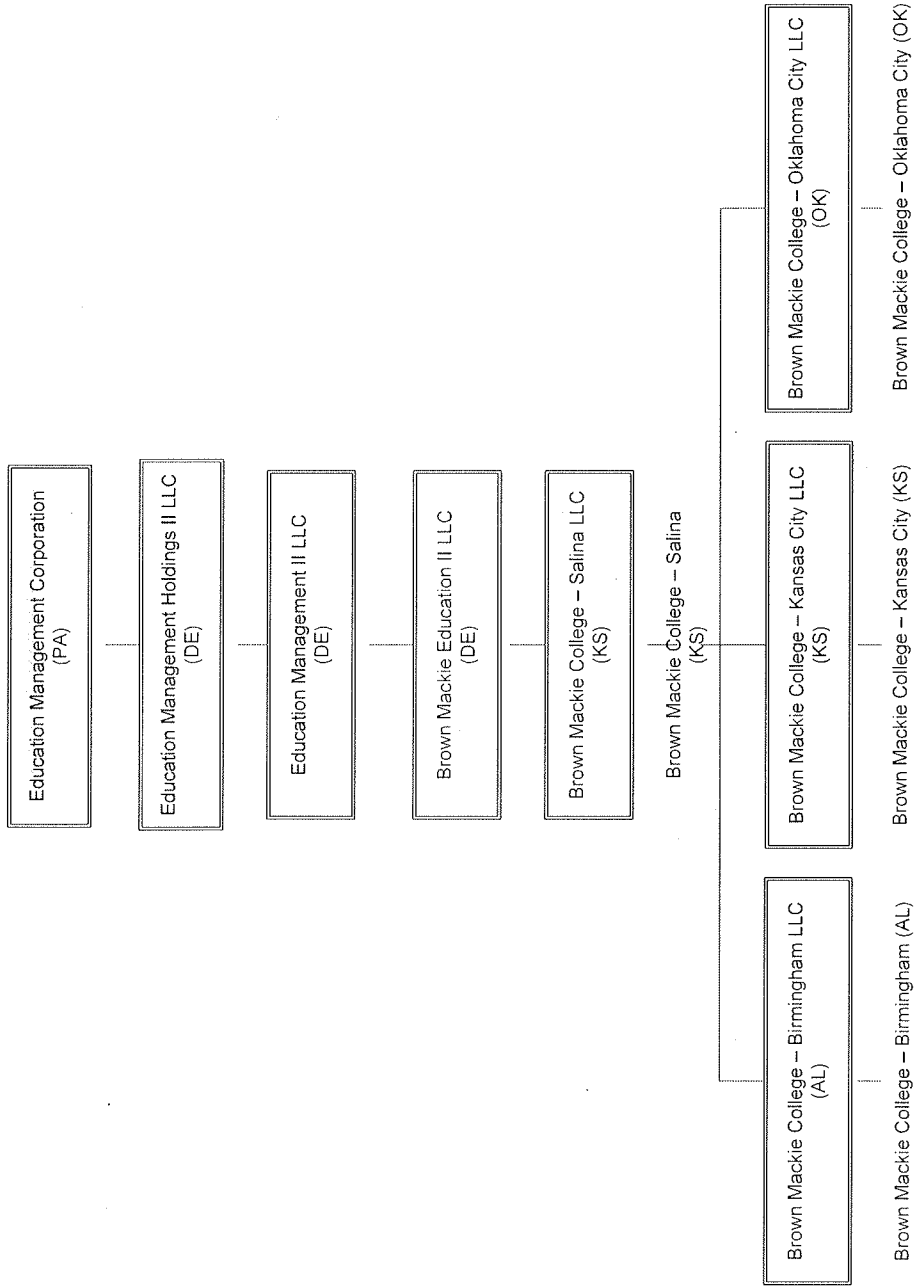 Education Management Corporation
(PA)
Education Management Holdings II LLC
(DE)
Education Management II LLC
(DE)
Brown Mackie Education II LLC
(DE)
Brown Mackie College – Salina LLC
(KS)
Brown Mackie College – Salina
(KS)
Brown Mackie College – Birmingham LLC
(AL)
Brown Mackie College – Kansas City LLC
(KS)
Brown Mackie College – Oklahoma City LLC
(OK)
Brown Mackie College – Birmingham (AL)
Brown Mackie College – Kansas City (KS)
Brown Mackie College – Oklahoma City (OK)